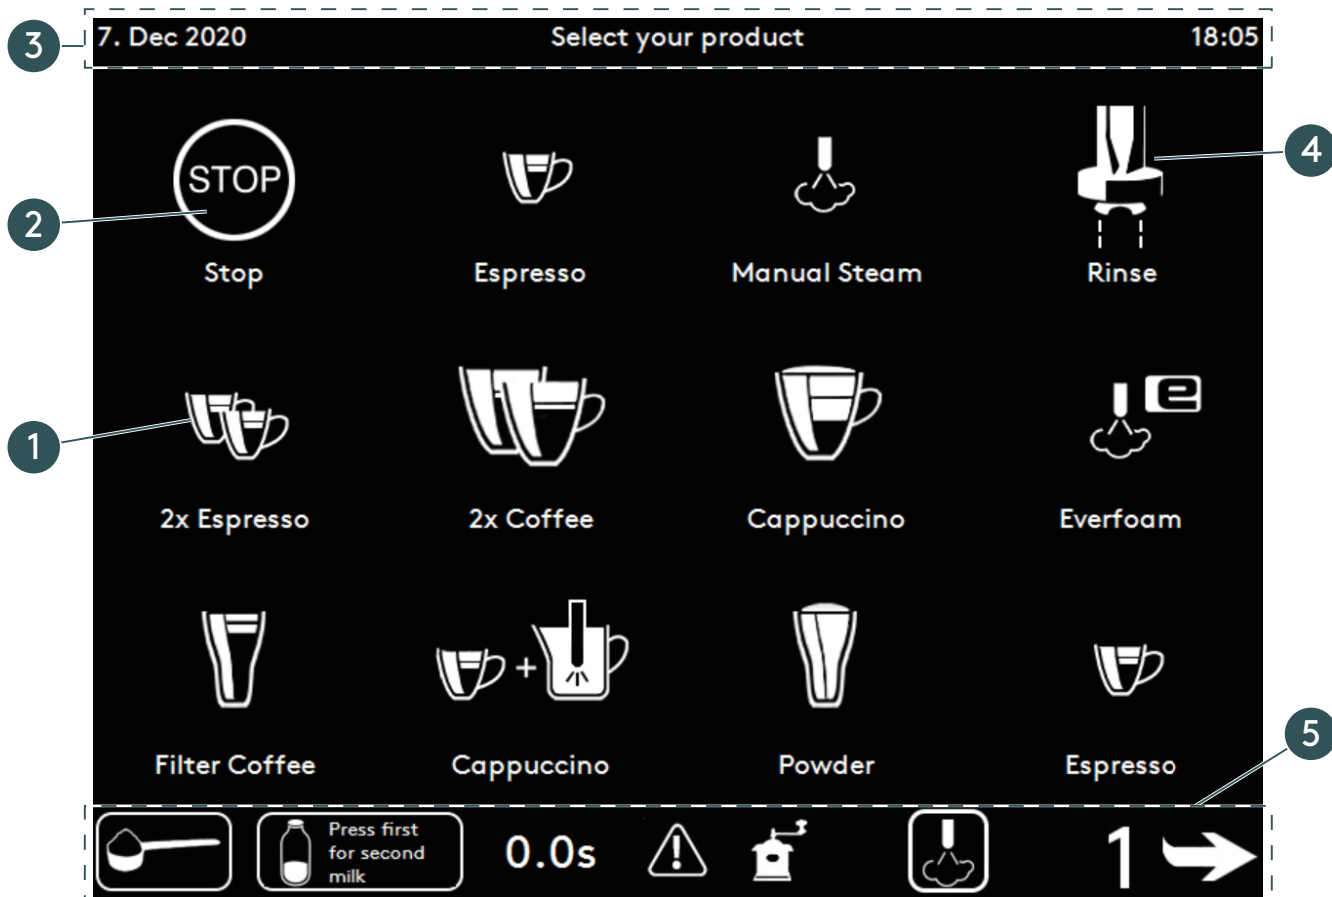 3
7. Dec 2020 Select your product 18:05
4
STOP
2
Stop Espresso Manual Steam Rinse
e
1
2x Espresso 2x Coffee Cappuccino Everfoam
+
Filter Coffee Cappuccino Powder Espresso
5
Press first
for second
milk
0.0s
!
1